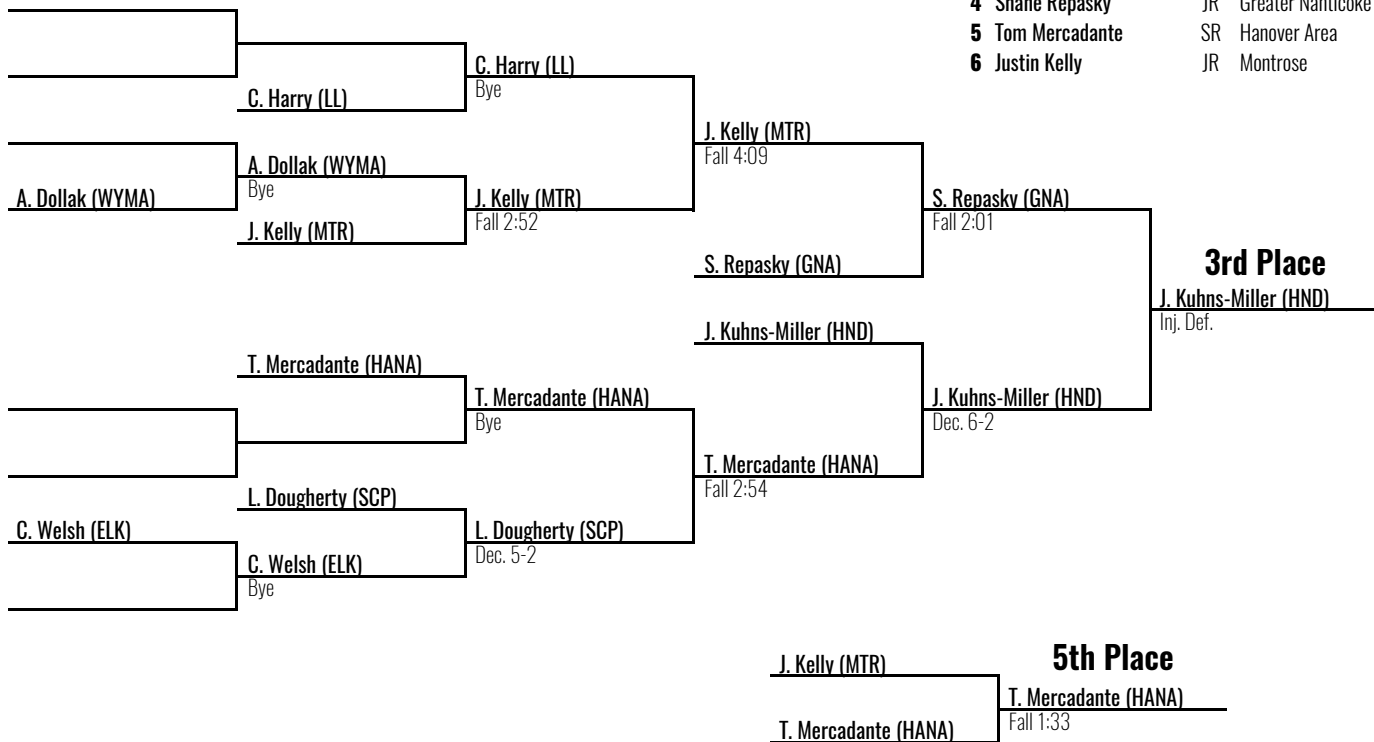 4 Shane Repasky JR Greater Nanticoke
5 Tom Mercadante SR Hanover Area
6 Justin Kelly JR Montrose
C. Harry (LL)
Bye
C. Harry (LL)
J. Kelly (MTR)
Fall 4:09
A. Dollak (WYMA)
Bye
A. Dollak (WYMA)
J. Kelly (MTR)
Fall 2:52
S. Repasky (GNA)
Fall 2:01
J. Kelly (MTR)
S. Repasky (GNA)
3rd Place
J. Kuhns-Miller (HND)
Inj. Def.
J. Kuhns-Miller (HND)
T. Mercadante (HANA)
T. Mercadante (HANA)
Bye
J. Kuhns-Miller (HND)
Dec. 6-2
T. Mercadante (HANA)
Fall 2:54
L. Dougherty (SCP)
C. Welsh (ELK)
L. Dougherty (SCP)
Dec. 5-2
C. Welsh (ELK)
Bye
5th Place
J. Kelly (MTR)
T. Mercadante (HANA)
Fall 1:33
T. Mercadante (HANA)